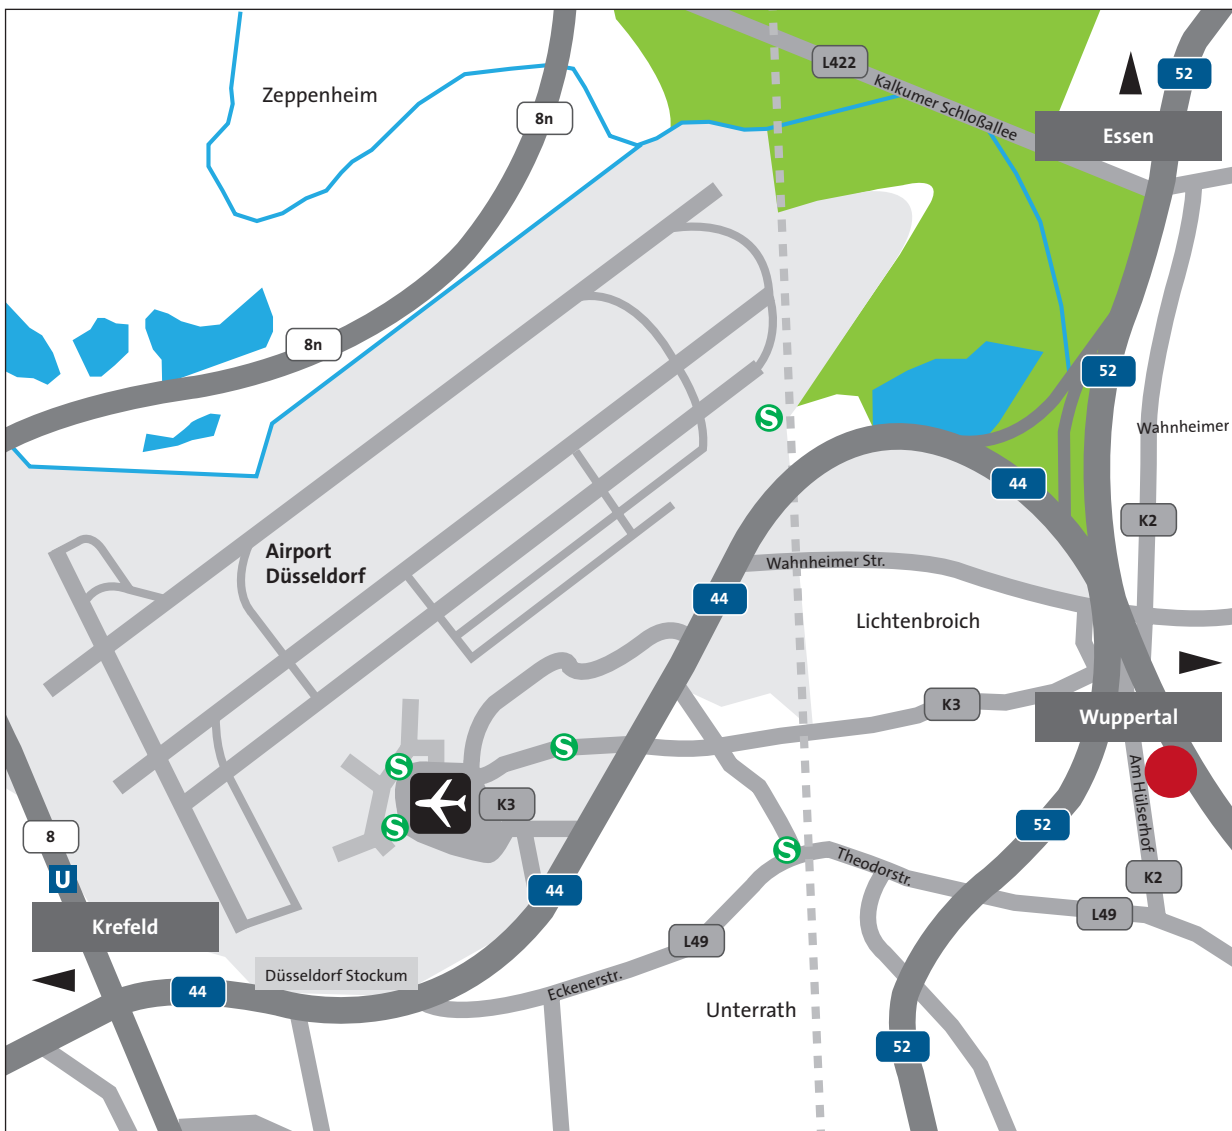 L422
Kalkumer Schloßallee
52
Essen
Zeppenheim
8n
8n
52
Wahnheimer
S
44
K2
Airport
Düsseldorf
Wahnheimer Str.
44
Lichtenbroich
K3
Wuppertal
S
S
K3
Am Hülserhof
S
52
8
S
Theodorstr.
U
44
K2
L49
Krefeld
L49
Düsseldorf Stockum
Eckenerstr.
44
Unterrath
52